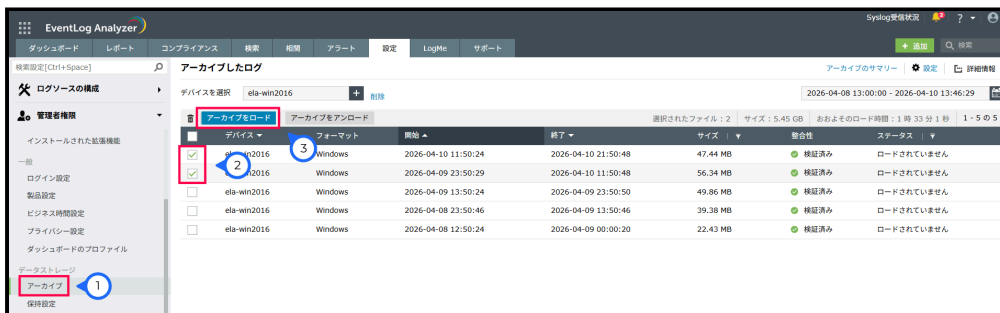 Syslog受信状況 2 ?
EventLog Analyzer
ダッシュボード レポート コンプライアンス 検索 相関 アラート 設定 LogMe サポート + 追加 検索
検索設定[Ctrl+Space] アーカイブしたログ アーカイブのサマリー 設定 詳細情報
ログソースの構成
デバイスを選択 ela-win2016 + 削除 2026-04-08 13:00:00 - 2026-04-10 13:46:29
管理者権限
アーカイブをロード アーカイブをアンロード 選択されたファイル : 2 サイズ : 5.45 GB おおよそのロード時間 : 1 時 33 分 1 秒 1 - 5 の 5
デバイス フォーマット 開始 終了 サイズ 整合性 ステータス
インストールされた拡張機能
3
ela-win2016 Windows 2026-04-10 11:50:24 2026-04-10 21:50:48 47.44 MB 検証済み ロードされていません
一般
2
ela-win2016 Windows 2026-04-09 23:50:29 2026-04-10 11:50:48 56.34 MB 検証済み ロードされていません
ログイン設定
ela-win2016 Windows 2026-04-09 13:50:24 2026-04-09 23:50:50 49.86 MB 検証済み ロードされていません
製品設定
ela-win2016 Windows 2026-04-08 23:50:46 2026-04-09 13:50:46 39.38 MB 検証済み ロードされていません
ビジネス時間設定
ela-win2016 Windows 2026-04-08 12:50:24 2026-04-09 00:00:20 22.43 MB 検証済み ロードされていません
プライバシー設定
ダッシュボードのプロファイル
データストレージ
アーカイブ 1
保持設定